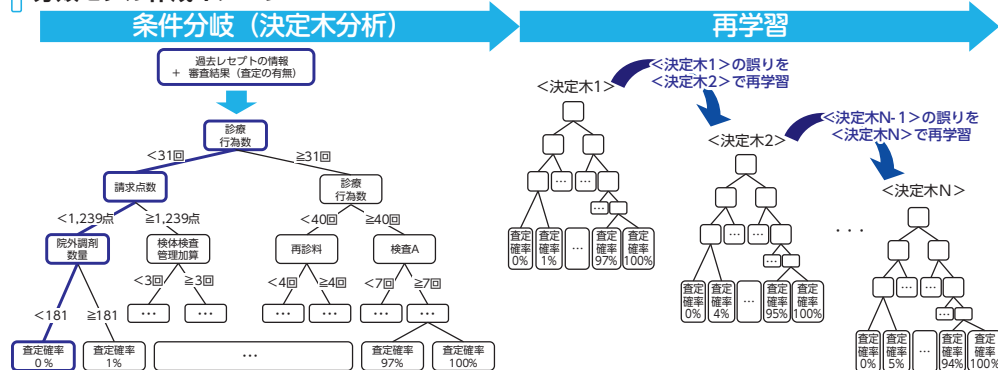 条件分岐（決定木分析）
過去レセプトの情報
+ 審査結果（査定の有無）
診療
行為数
<31回
≧31回
請求点数
診療
行為数
<1,239点
≧1,239点
<40回
≧40回
院外調剤
数量
検体検査
管理加算
再診料
検査A
<3回
≧3回
<4回
≧4回
<7回
≧7回
…
…
…
…
…
…
<181
≧181
査定確率
0 %
査定確率
1%
…
査定確率
97%
査定確率
100%
再学習
<決定木1>
<決定木1>の誤りを
<決定木2>で再学習
…
…
…
査定
確率
0%
査定
確率
1%
…
査定
確率
97%
査定
確率
100%
<決定木2>
<決定木N-1>の誤りを
<決定木N>で再学習
…
…
…
査定
確率
0%
査定
確率
4%
…
査定
確率
95%
査定
確率
100%
・・・
<決定木N>
…
…
…
査定
確率
0%
査定
確率
5%
…
査定
確率
94%
査定
確率
100%